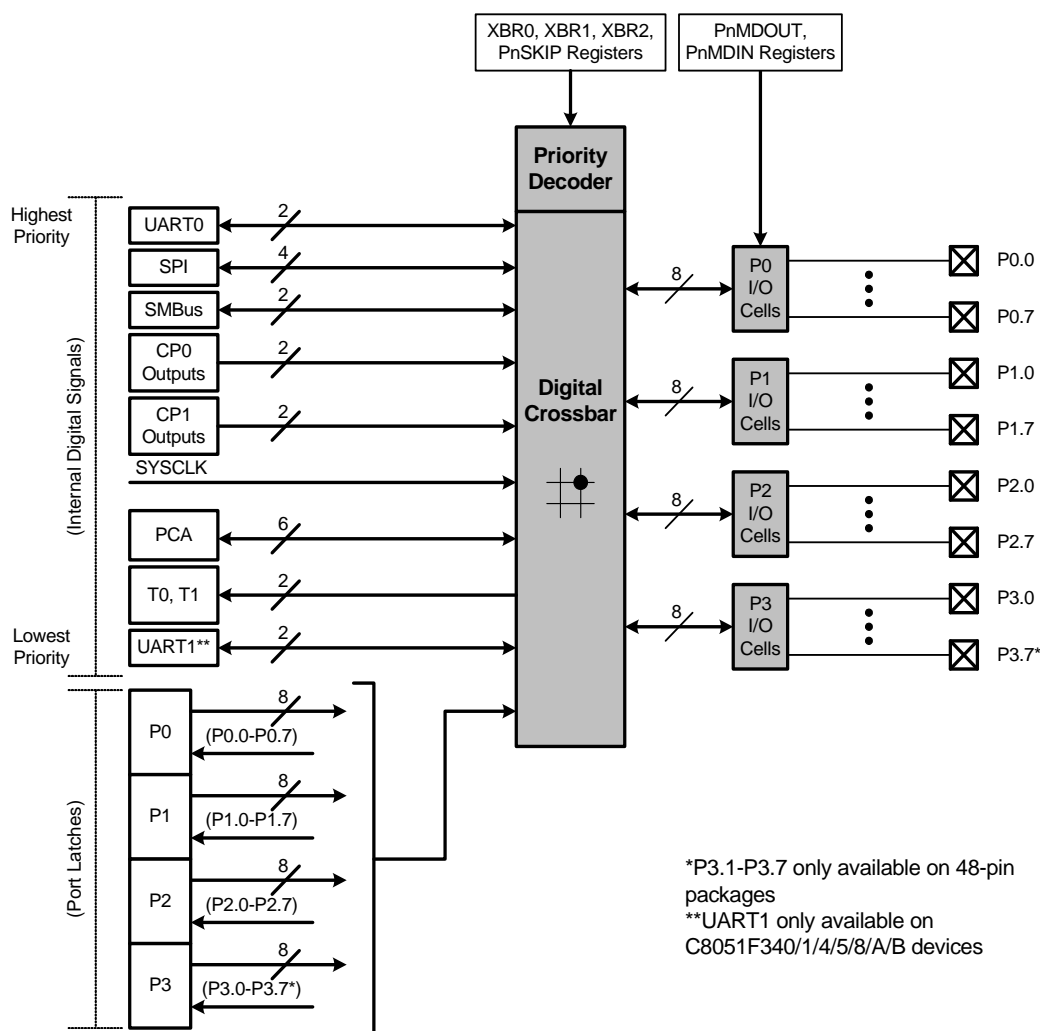 XBR0, XBR1, XBR2,
PnSKIP Registers
PnMDOUT,
PnMDIN Registers
Priority
Decoder
Highest
Priority
(Internal Digital Signals)
UART0
2
SPI
4
SMBus
2
CP0
Outputs
2
CP1
Outputs
2
SYSCLK
PCA
6
T0, T1
2
Lowest
Priority
UART1**
2
Digital
Crossbar
8
P0
I/O
Cells
P0.0
P0.7
8
P1
I/O
Cells
P1.0
P1.7
8
P2
I/O
Cells
P2.0
P2.7
8
P3
I/O
Cells
P3.0
P3.7*
(Port Latches)
P0
8
(P0.0-P0.7)
P1
8
(P1.0-P1.7)
P2
8
(P2.0-P2.7)
P3
8
(P3.0-P3.7*)
*P3.1-P3.7 only available on 48-pin
packages
**UART1 only available on
C8051F340/1/4/5/8/A/B devices